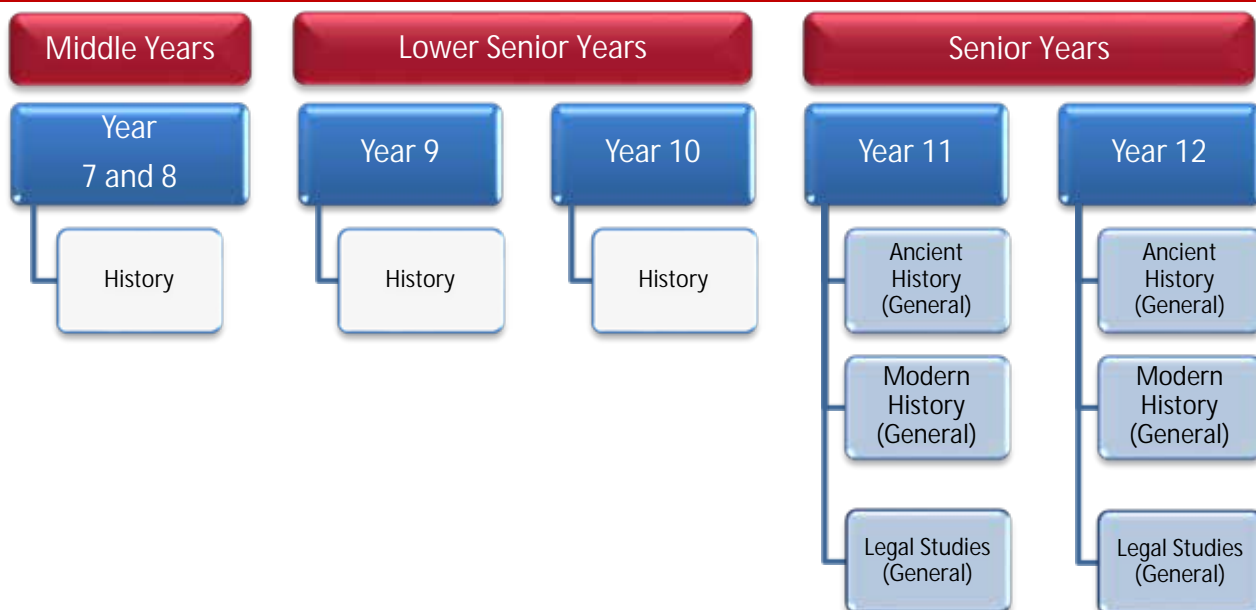 Middle Years
Lower Senior Years
Senior Years
Year
7 and 8
Year 9
Year 10
Year 11
Year 12
History
History
History
Ancient
History
(General)
Ancient
History
(General)
Modern
History
(General)
Modern
History
(General)
Legal Studies
(General)
Legal Studies
(General)